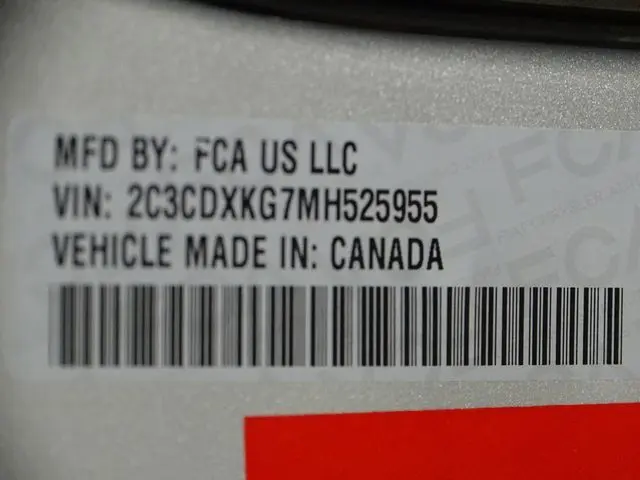 MFD BY: FCA US LLC
VIN: 2C3CDXKG7MH525955
VEHICLE MADE IN: CANADA